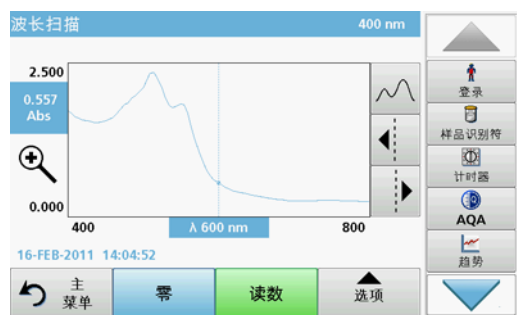 波长扫描 400 nm
2.500
0.557
Abs
0.000
400 λ 600 nm 800
16-FEB-2011 14:04:52
主
菜单
零
读数
选项
登录
样品识别符
计时器
AQA
趋势